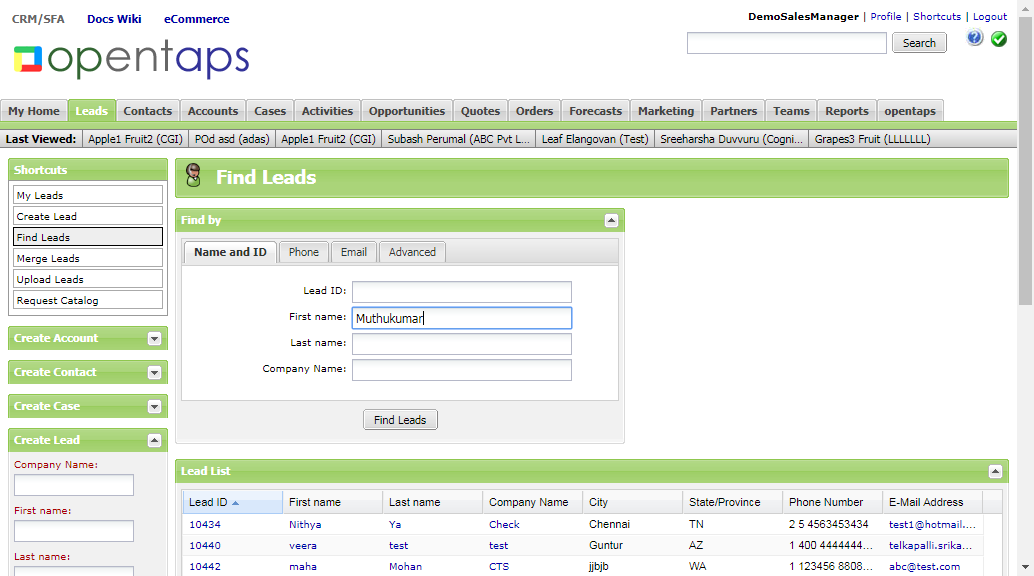 CRM/SFA Docs Wiki eCommerce
DemoSalesManager | Profile | Shortcuts | Logout
opentaps
Search
My Home Leads Contacts Accounts Cases Activities Opportunities Quotes Orders Forecasts Marketing Partners Teams Reports opentaps
Last Viewed: Apple1 Fruit2 (CGI) POd asd (adas) Apple1 Fruit2 (CGI) Subash Perumal (ABC Pvt L... Leaf Elangovan (Test) Sreeharsha Duvvuru (Cogni... Grapes3 Fruit (LLLLLLL)
Shortcuts
My Leads
Create Lead
Find Leads
Merge Leads
Upload Leads
Request Catalog
Create Account
Create Contact
Create Case
Create Lead
Company Name:
First name:
Last name:
Find Leads
Find by
Name and ID Phone Email Advanced
Lead ID:
First name: Muthukumar
Last name:
Company Name:
Find Leads
Lead List
Lead ID First name Last name Company Name City State/Province Phone Number E-Mail Address
10434 Nithya Ya Check Chennai TN 2 5 4563453434 test1@hotmail....
10440 veera test test Guntur AZ 1 400 4444444... telkapalli.srika...
10442 maha Mohan CTS jjbjb WA 1 123456 8808... abc@test.com